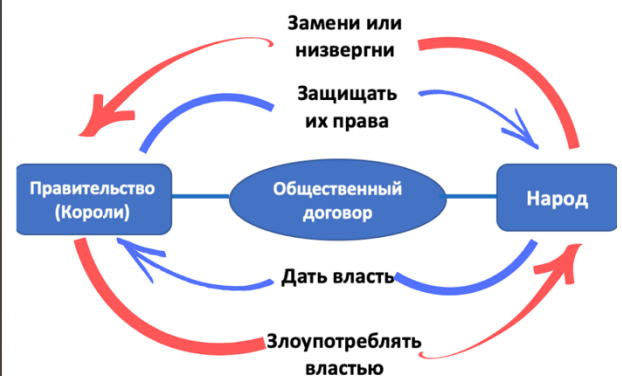 Замени или
низвергни
Защищать
их права
Правительство
(Короли)
Общественный
договор
Народ
Дать власть
Злоупотреблять
властью